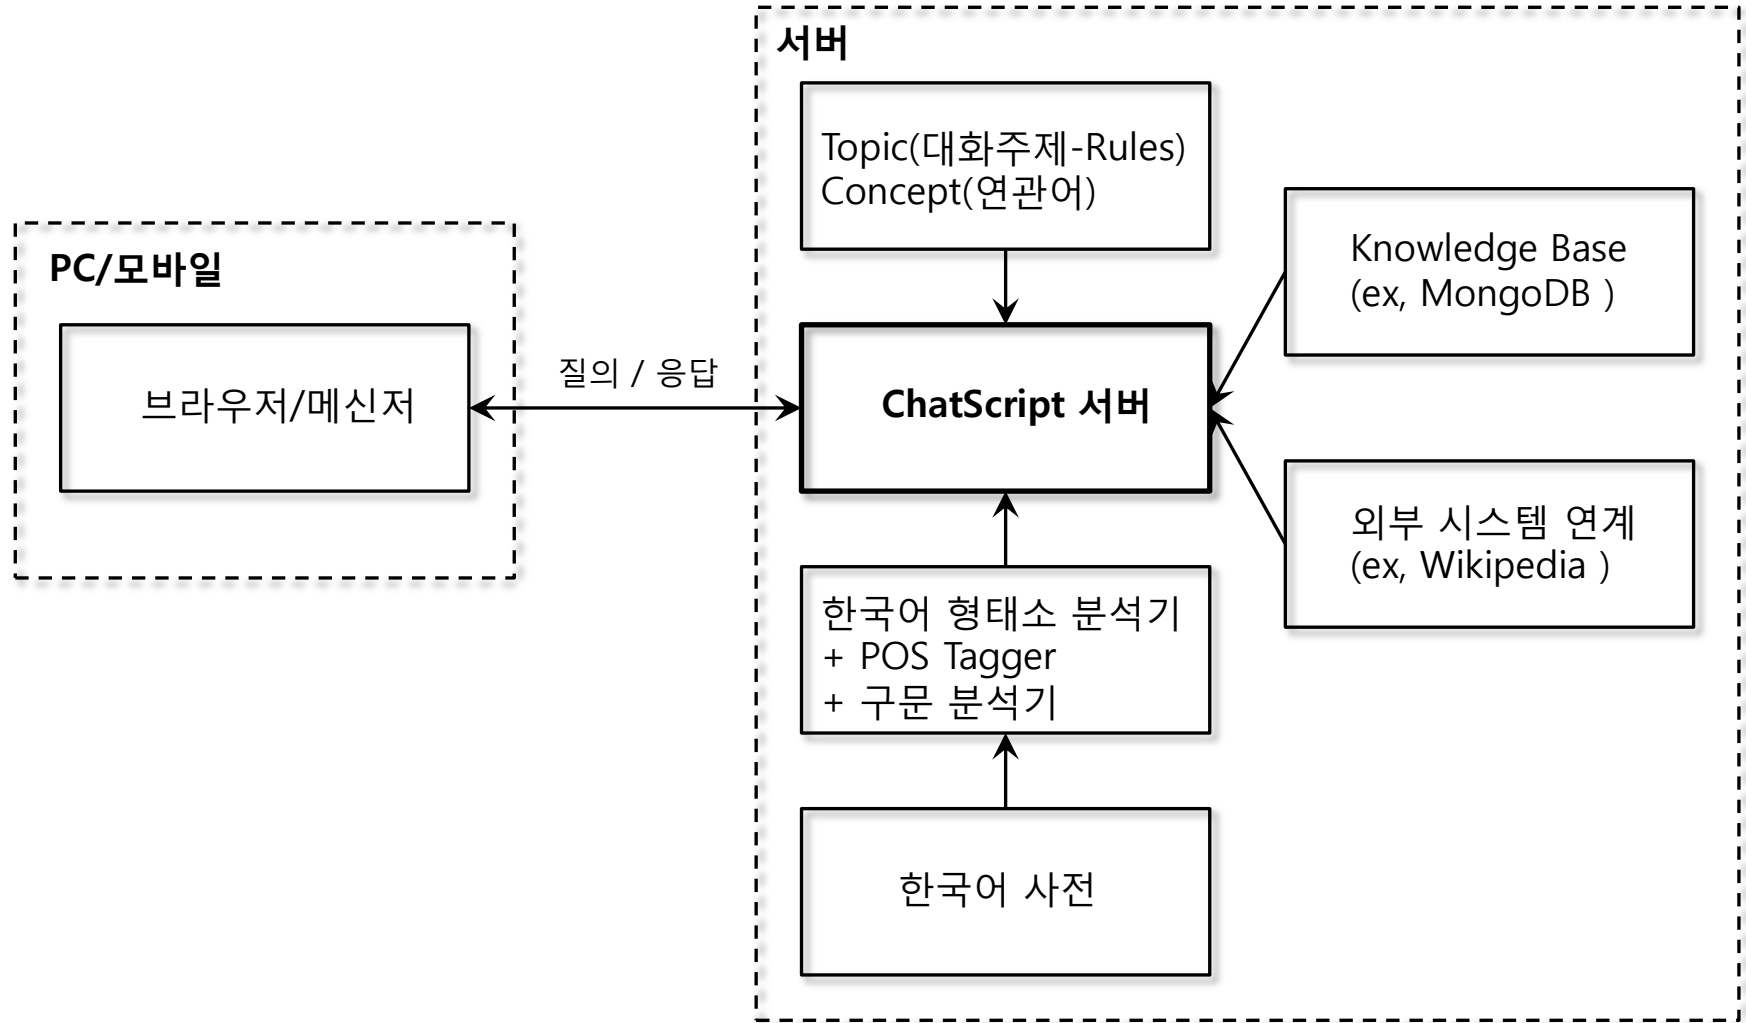 서버
Topic(대화주제-Rules)
Concept(연관어)
PC/모바일
브라우저/메신저
질의 / 응답
ChatScript 서버
Knowledge Base
(ex, MongoDB )
외부 시스템 연계
(ex, Wikipedia )
한국어 형태소 분석기
+ POS Tagger
+ 구문 분석기
한국어 사전